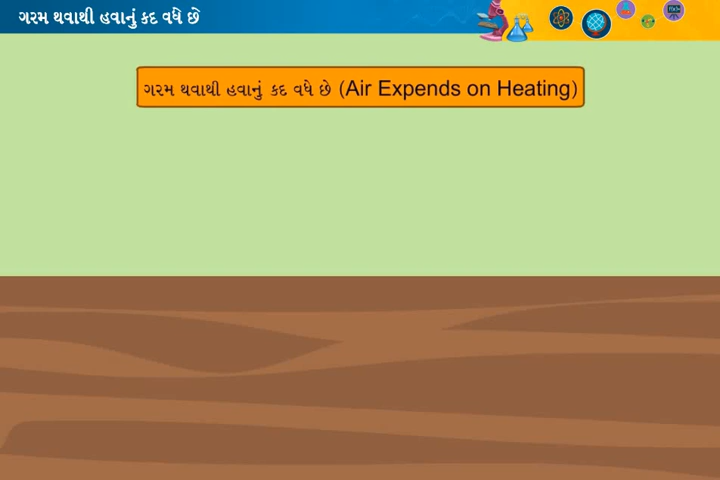 ગરમ થવાથી હવાનું કદ વધે છે
ગરમ થવાથી હવાનું કદ વધે છે (Air Expends on Heating)